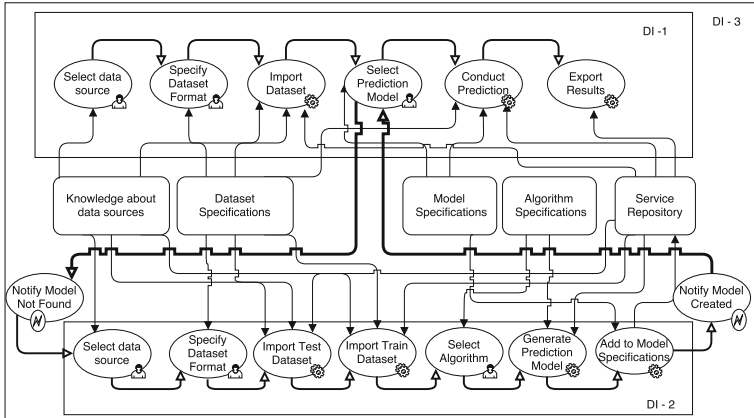 DI - 3
DI -1
Select data
source
Specify
Dataset
Format
Import
Dataset
Select
Prediction
Model
Conduct
Prediction
Export
Results
Knowledge about
data sources
Dataset
Specifications
Model
Specifications
Algorithm
Specifications
Service
Repository
Notify Model
Not Found
Notify Model
Created
Select data
source
Specify
Dataset
Format
Import Test
Dataset
Import Train
Dataset
Select
Algorithm
Generate
Prediction
Model
Add to Model
Specifications
DI - 2